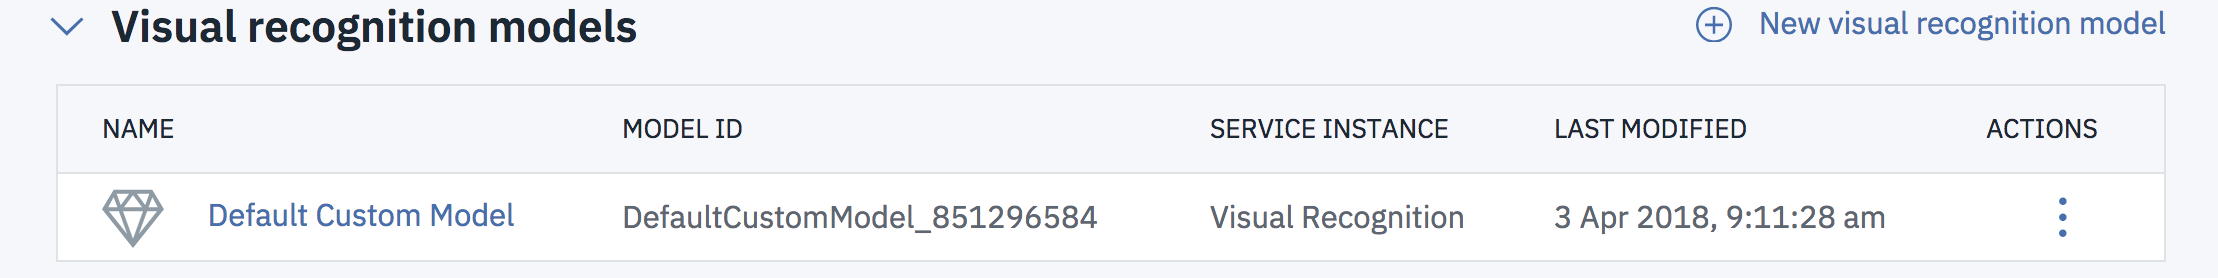 Visual recognition models
New visual recognition model
NAME MODEL ID SERVICE INSTANCE LAST MODIFIED ACTIONS
Default Custom Model DefaultCustomModel_851296584 Visual Recognition 3 Apr 2018, 9:11:28 am